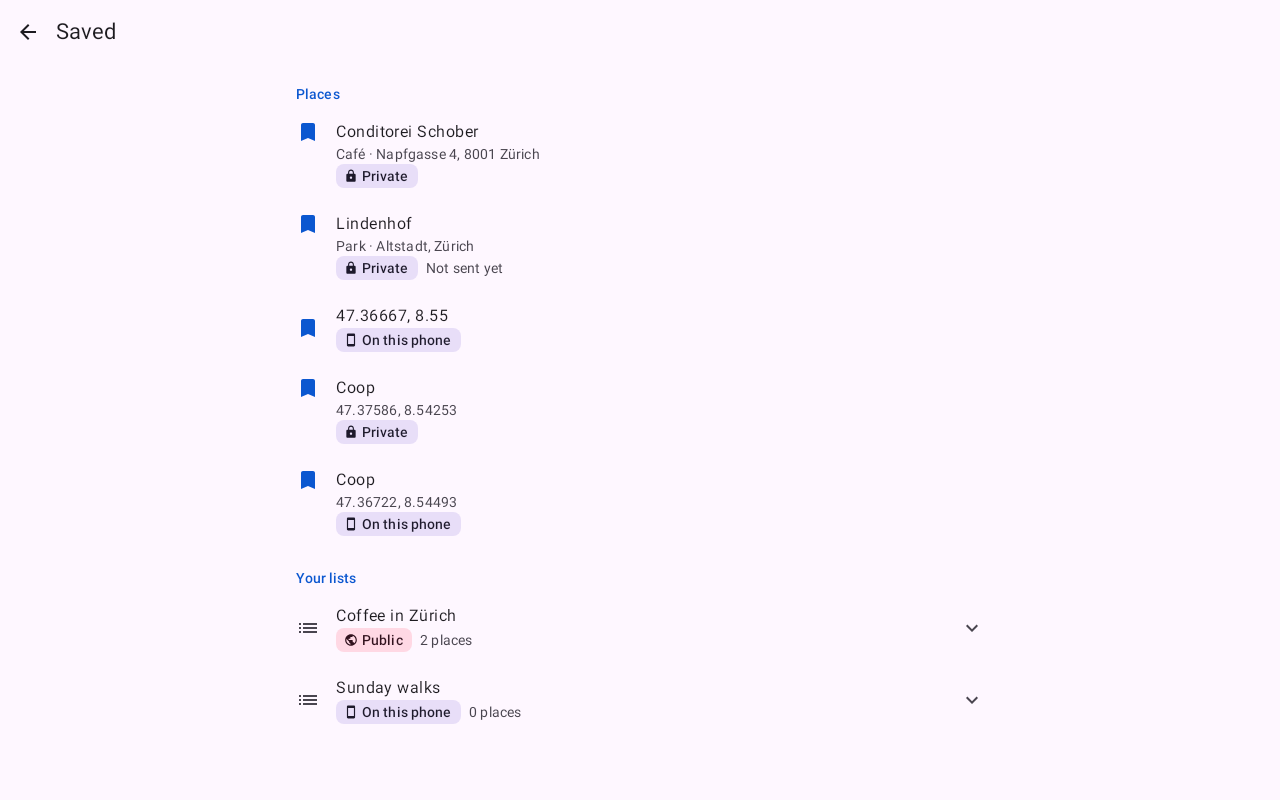 Saved
Places
Conditorei Schober
Café · Napfgasse 4, 8001 Zürich
Private
Lindenhof
Park · Altstadt, Zürich
Private Not sent yet
47.36667, 8.55
On this phone
Coop
47.37586, 8.54253
Private
Coop
47.36722, 8.54493
On this phone
Your lists
Coffee in Zürich
Public 2 places
Sunday walks
On this phone 0 places